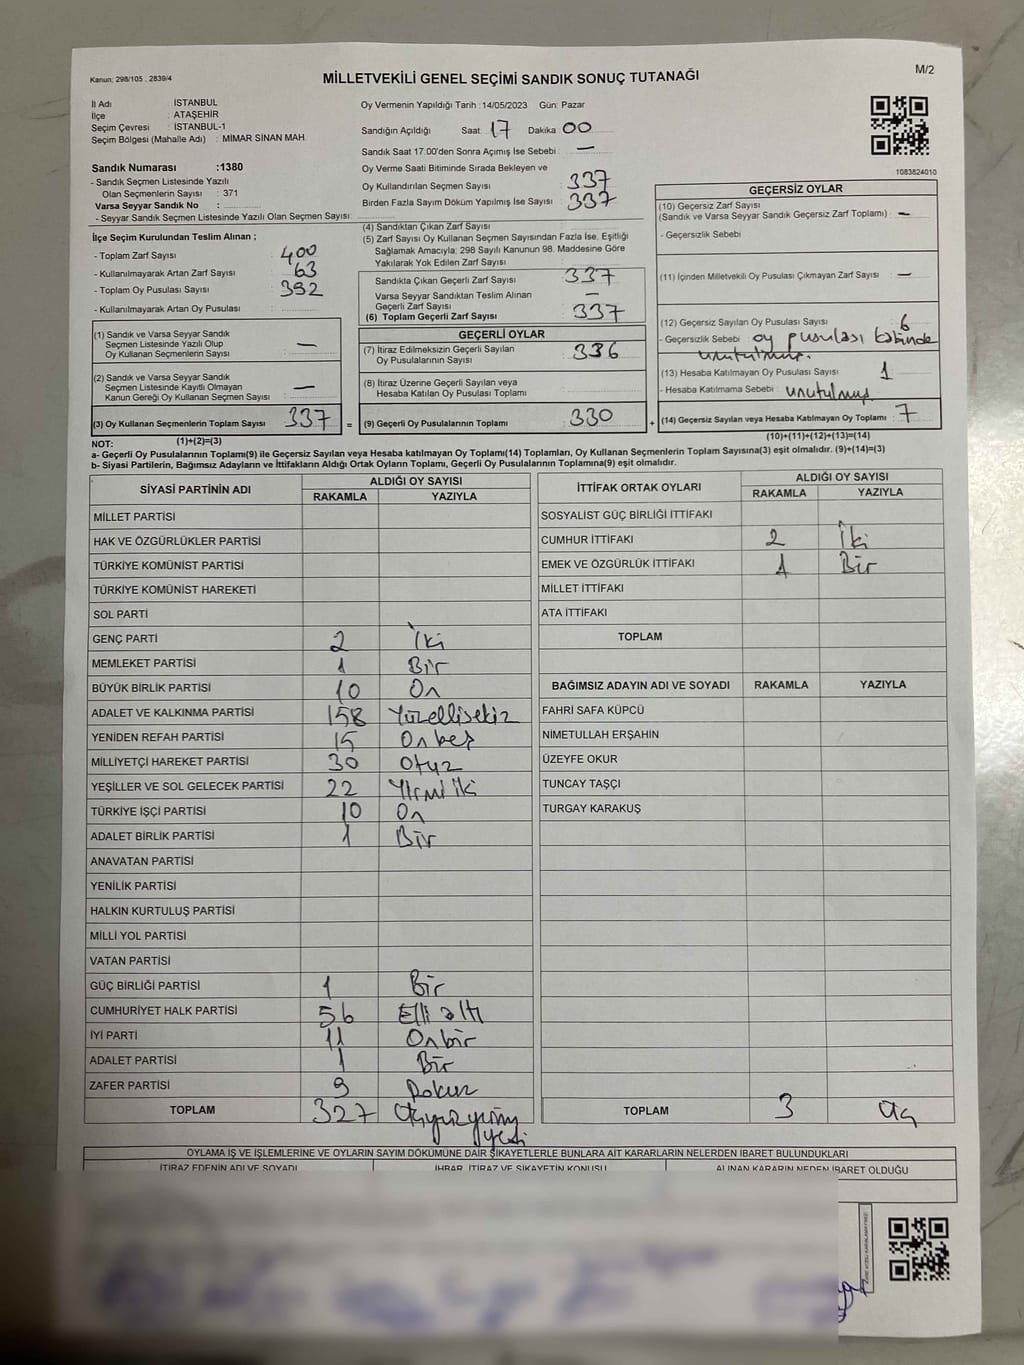 Kanun: 298/105 , 2839/4
MİLLETVEKİLİ GENEL SEÇİMİ SANDIK SONUÇ TUTANAĞI
M/2
İl Adı : İSTANBUL
İlçe : ATAŞEHİR
Seçim Çevresi : İSTANBUL-1
Seçim Bölgesi (Mahalle Adı) : MİMAR SİNAN MAH.
Oy Vermenin Yapıldığı Tarih :14/05/2023 Gün: Pazar
Sandığın Açıldığı Saat 17 Dakika :00
Sandık Saat 17:00'den Sonra Açımış İse Sebebi : —
Oy Verme Saati Bitiminde Sırada Bekleyen ve
Oy Kullandırılan Seçmen Sayısı : 337
Birden Fazla Sayım Döküm Yapılmış İse Sayısı : 337
1083824010
Sandık Numarası :1380
- Sandık Seçmen Listesinde Yazılı
Olan Seçmenlerin Sayısı : 371
Varsa Seyyar Sandık No :
- Seyyar Sandık Seçmen Listesinde Yazılı Olan Seçmen Sayısı:
İlçe Seçim Kurulundan Teslim Alınan ;
- Toplam Zarf Sayısı : 400
- Kullanılmayarak Artan Zarf Sayısı : 63
- Toplam Oy Pusulası Sayısı : 392
- Kullanılmayarak Artan Oy Pusulası :
(4) Sandıktan Çıkan Zarf Sayısı :
(5) Zarf Sayısı Oy Kullanan Seçmen Sayısından Fazla İse, Eşitliği
Sağlamak Amacıyla; 298 Sayılı Kanunun 98. Maddesine Göre
Yakılarak Yok Edilen Zarf Sayısı :
Sandıkta Çıkan Geçerli Zarf Sayısı : 337
Varsa Seyyar Sandıktan Teslim Alınan
Geçerli Zarf Sayısı : —
(6) Toplam Geçerli Zarf Sayısı : 337
GEÇERSİZ OYLAR
(10) Geçersiz Zarf Sayısı
(Sandık ve Varsa Seyyar Sandık Geçersiz Zarf Toplamı) : —
- Geçersizlik Sebebi :
(11) İçinden Milletvekili Oy Pusulası Çıkmayan Zarf Sayısı : —
(12) Geçersiz Sayılan Oy Pusulası Sayısı : 6
- Geçersizlik Sebebi : oy pusulası kabinde
unutulmuş.
(13) Hesaba Katılmayan Oy Pusulası Sayısı : 1
- Hesaba Katılmama Sebebi : unutulmuş
(14) Geçersiz Sayılan veya Hesaba Katılmayan Oy Toplamı : 7
(10)+(11)+(12)+(13)=(14)
(1) Sandık ve Varsa Seyyar Sandık
Seçmen Listesinde Yazılı Olup
Oy Kullanan Seçmenlerin Sayısı : —
(2) Sandık ve Varsa Seyyar Sandık
Seçmen Listesinde Kayıtlı Olmayan
Kanun Gereği Oy Kullanan Seçmen Sayısı : —
(3) Oy Kullanan Seçmenlerin Toplam Sayısı : 337
(1)+(2)=(3)
=
GEÇERLİ OYLAR
(7) İtiraz Edilmeksizin Geçerli Sayılan
Oy Pusulalarının Sayısı : 336
(8) İtiraz Üzerine Geçerli Sayılan veya
Hesaba Katılan Oy Pusulası Toplamı :
(9) Geçerli Oy Pusulalarının Toplamı : 330
+
NOT:
a- Geçerli Oy Pusulalarının Toplamı(9) ile Geçersiz Sayılan veya Hesaba katılmayan Oy Toplamı(14) Toplamları, Oy Kullanan Seçmenlerin Toplam Sayısına(3) eşit olmalıdır. (9)+(14)=(3)
b- Siyasi Partilerin, Bağımsız Adayların ve İttifakların Aldığı Ortak Oyların Toplamı, Geçerli Oy Pusulalarının Toplamına(9) eşit olmalıdır.
SİYASİ PARTİNİN ADI ALDIĞI OY SAYISI
RAKAMLA YAZIYLA
MİLLET PARTİSİ
HAK VE ÖZGÜRLÜKLER PARTİSİ
TÜRKİYE KOMÜNİST PARTİSİ
TÜRKİYE KOMÜNİST HAREKETİ
SOL PARTİ
GENÇ PARTİ 2 İki
MEMLEKET PARTİSİ 1 Bir
BÜYÜK BİRLİK PARTİSİ 10 On
ADALET VE KALKINMA PARTİSİ 158 Yüzellisekiz
YENİDEN REFAH PARTİSİ 15 Onbeş
MİLLİYETÇİ HAREKET PARTİSİ 30 Otuz
YEŞİLLER VE SOL GELECEK PARTİSİ 22 Yirmi iki
TÜRKİYE İŞÇİ PARTİSİ 10 On
ADALET BİRLİK PARTİSİ 1 Bir
ANAVATAN PARTİSİ
YENİLİK PARTİSİ
HALKIN KURTULUŞ PARTİSİ
MİLLİ YOL PARTİSİ
VATAN PARTİSİ
GÜÇ BİRLİĞİ PARTİSİ 1 Bir
CUMHURİYET HALK PARTİSİ 56 Elli altı
İYİ PARTİ 11 Onbir
ADALET PARTİSİ 1 Bir
ZAFER PARTİSİ 9 Dokuz
TOPLAM 327 Üçyüzyirmi
yedi
İTTİFAK ORTAK OYLARI ALDIĞI OY SAYISI
RAKAMLA YAZIYLA
SOSYALİST GÜÇ BİRLİĞİ İTTİFAKI
CUMHUR İTTİFAKI 2 İki
EMEK VE ÖZGÜRLÜK İTTİFAKI 1 Bir
MİLLET İTTİFAKI
ATA İTTİFAKI
TOPLAM
BAĞIMSIZ ADAYIN ADI VE SOYADI RAKAMLA YAZIYLA
FAHRİ SAFA KÜPCÜ
NİMETULLAH ERŞAHİN
ÜZEYFE OKUR
TUNCAY TAŞÇI
TURGAY KARAKUŞ
TOPLAM 3 Üç
OYLAMA İŞ VE İŞLEMLERİNE VE OYLARIN SAYIM DÖKÜMÜNE DAİR ŞİKAYETLERLE BUNLARA AİT KARARLARIN NELERDEN İBARET BULUNDUKLARI
İTİRAZ EDENİN ADI VE SOYADI İHBAR, İTİRAZ VE ŞİKAYETİN KONUSU ALINAN KARARIN NEDEN İBARET OLDUĞU